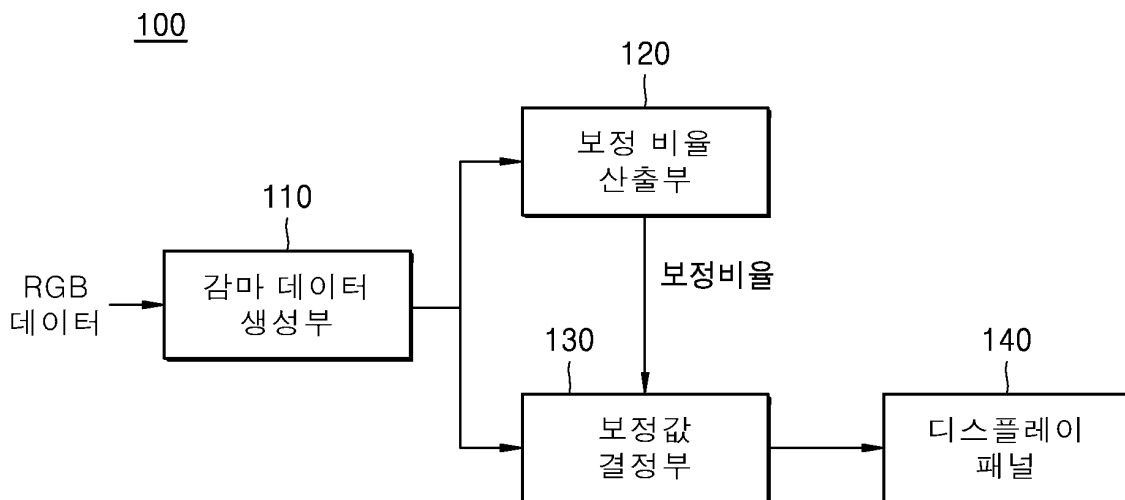 100
120
보정 비율
산출부
110
RGB
데이터
감마 데이터
생성부
보정비율
130
보정값
결정부
140
디스플레이
패널